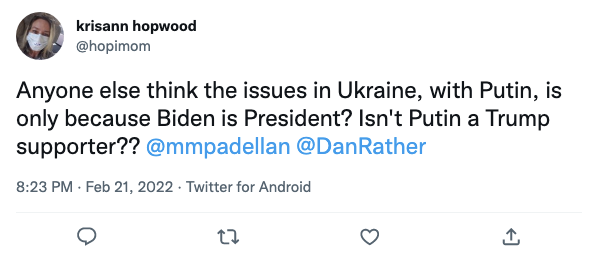 krisann hopwood
@hopimom
Anyone else think the issues in Ukraine, with Putin, is
only because Biden is President? Isn't Putin a Trump
supporter?? @mmpadellan @DanRather
8:23 PM · Feb 21, 2022 · Twitter for Android